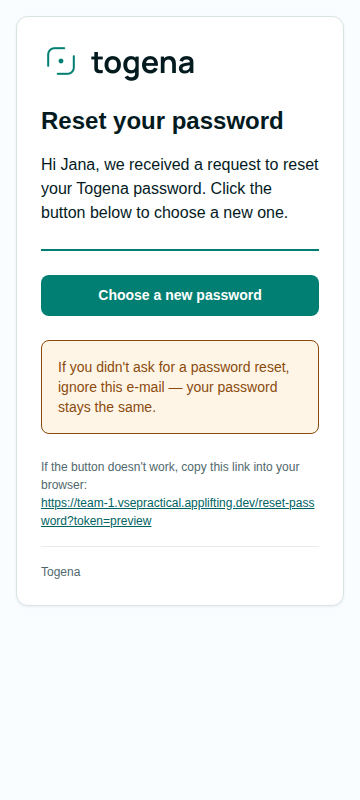 togena
Reset your password
Hi Jana, we received a request to reset
your Togena password. Click the
button below to choose a new one.
Choose a new password
If you didn't ask for a password reset,
ignore this e-mail — your password
stays the same.
If the button doesn't work, copy this link into your
browser:
https://team-1.vsepractical.applifting.dev/reset-pass
word?token=preview
Togena